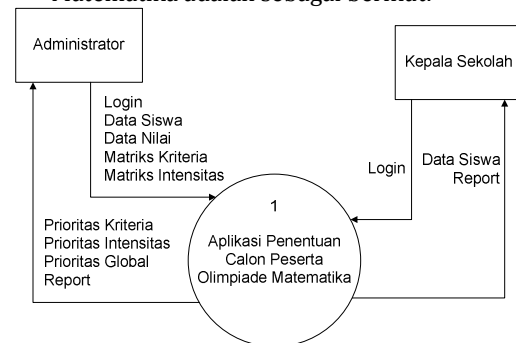 Matematika adalah sebagai berikut:
Administrator
Kepala Sekolah
Login
Data Siswa
Data Nilai
Matriks Kriteria
Matriks Intensitas
Login
Data Siswa
Report
1
Aplikasi Penentuan
Calon Peserta
Olimpiade Matematika
Prioritas Kriteria
Prioritas Intensitas
Prioritas Global
Report